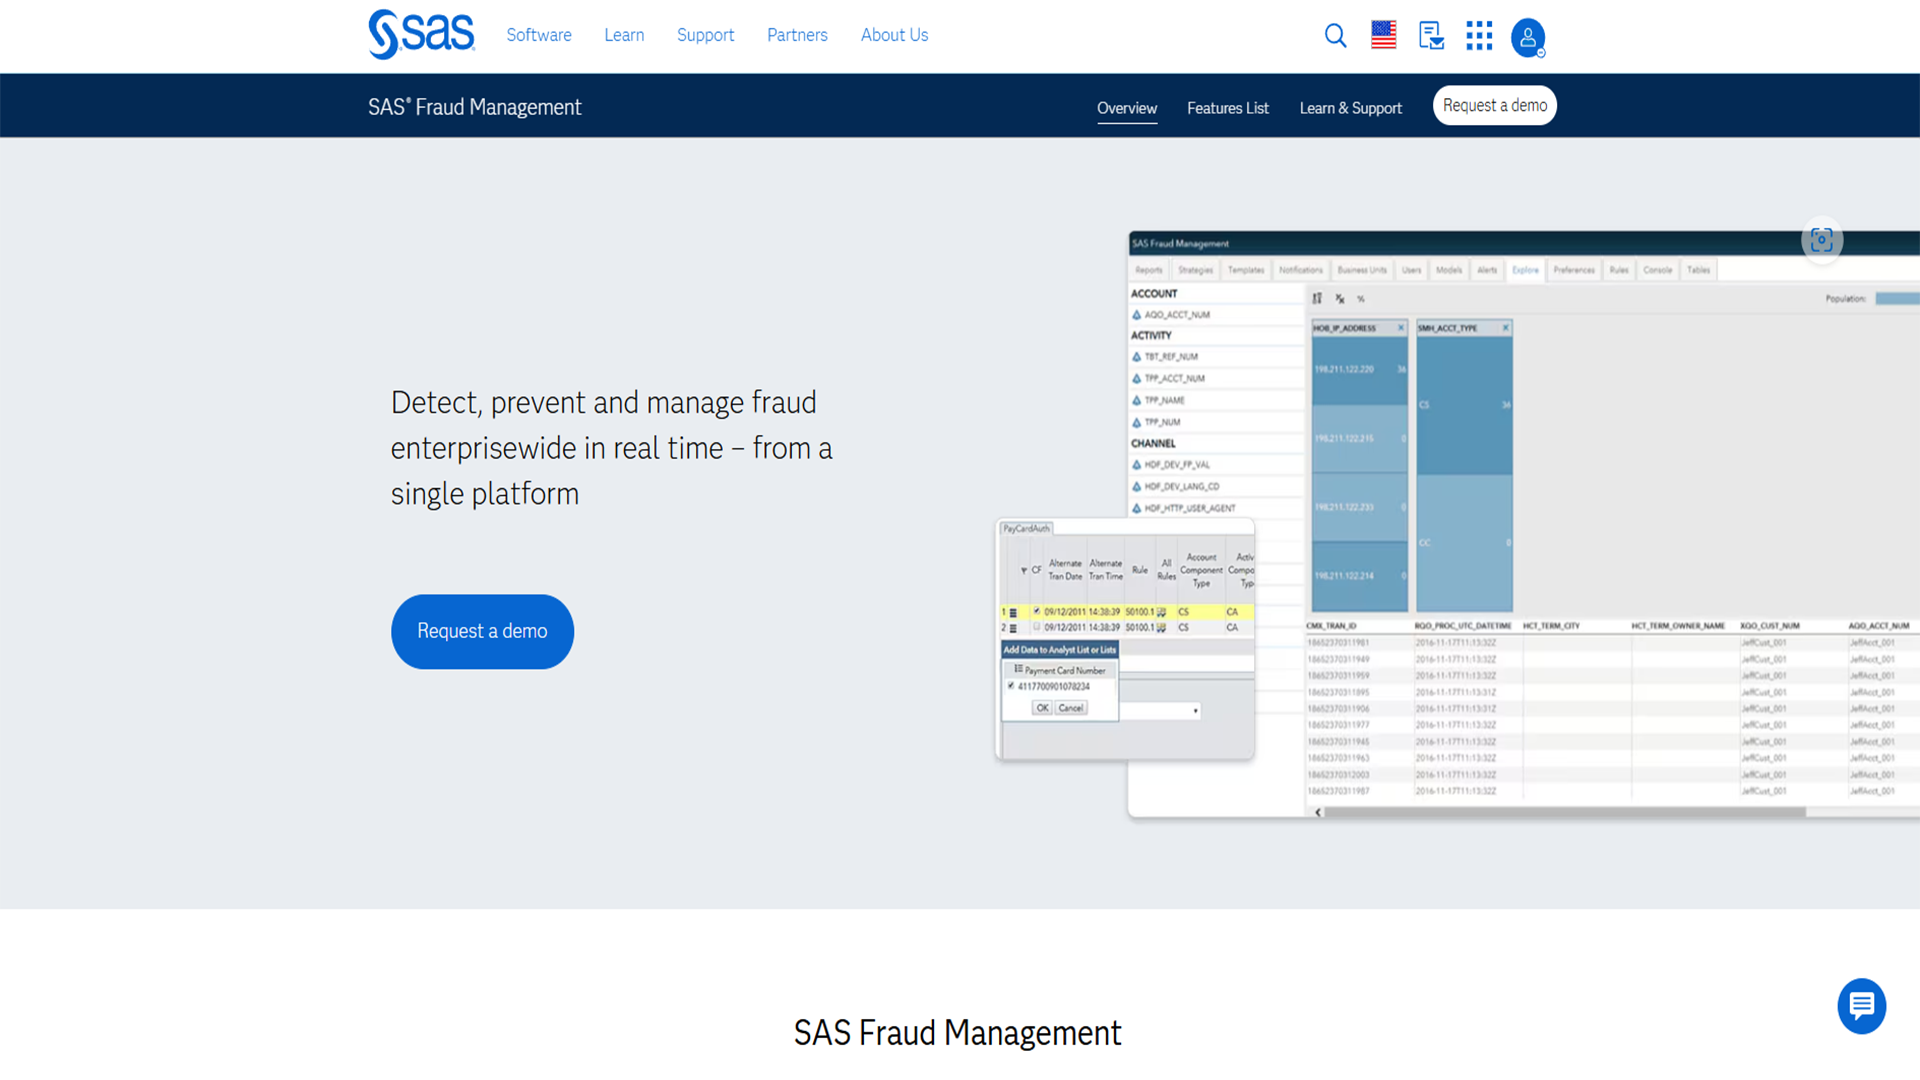 sas
Software Learn Support Partners About Us
SAS® Fraud Management
Overview Features List Learn & Support Request a demo
Detect, prevent and manage fraud
enterprisewide in real time – from a
single platform
Request a demo
SAS Fraud Management
Reports Strategies Templates Notifications Business Units Users Models Alerts Explore Preferences Rules Console Tables
ACCOUNT
AQO_ACCT_NUM
ACTIVITY
TBT_REF_NUM
TPP_ACCT_NUM
TPP_NAME
TPP_NUM
CHANNEL
HDF_DEV_FP_VAL
HDF_DEV_LANG_CD
HDF_HTTP_USER_AGENT
Population:
HOB_IP_ADDRESS
198.211.122.220 36
198.211.122.215 0
198.211.122.233 0
198.211.122.214 0
SMH_ACCT_TYPE
CS 34
CC 0
CMX_TRAN_ID RQO_PROC_UTC_DATETIME HCT_TERM_CITY HCT_TERM_OWNER_NAME XQO_CUST_NUM AQO_ACCT_NUM
18652370311981 2016-11-17T11:13:32Z JeffCust_001 JeffAcct_001
18652370311949 2016-11-17T11:13:32Z JeffCust_001 JeffAcct_001
18652370311959 2016-11-17T11:13:32Z JeffCust_001 JeffAcct_001
18652370311895 2016-11-17T11:13:31Z JeffCust_001 JeffAcct_001
18652370311906 2016-11-17T11:13:31Z JeffCust_001 JeffAcct_001
18652370311977 2016-11-17T11:13:32Z JeffCust_001 JeffAcct_001
18652370311945 2016-11-17T11:13:32Z JeffCust_001 JeffAcct_001
18652370311963 2016-11-17T11:13:32Z JeffCust_001 JeffAcct_001
18652370312003 2016-11-17T11:13:32Z JeffCust_001 JeffAcct_001
18652370311987 2016-11-17T11:13:32Z JeffCust_001 JeffAcct_001
PayCardAuth
CF Alternate Tran Date Alternate Tran Time Rule All Rules Account Component Type Activ Compo Typ
1 09/12/2011 14:38:39 50100.1 CS CA
2 09/12/2011 14:38:39 50100.1 CS CA
Add Data to Analyst List or Lists
Payment Card Number
4117700901078234
OK Cancel
SAS Fraud Management